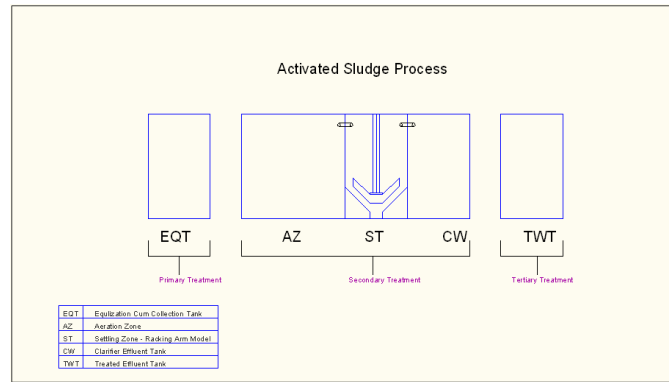 Activated Sludge Process
EQT AZ ST CW TWT
Primary Treatment Secondary Treatment Tertiary Treatment
EQT Equlization Cum Collection Tank
AZ Aeration Zone
ST Settling Zone - Racking Arm Model
CW Clarifier Effluent Tank
TWT Treated Effluent Tank